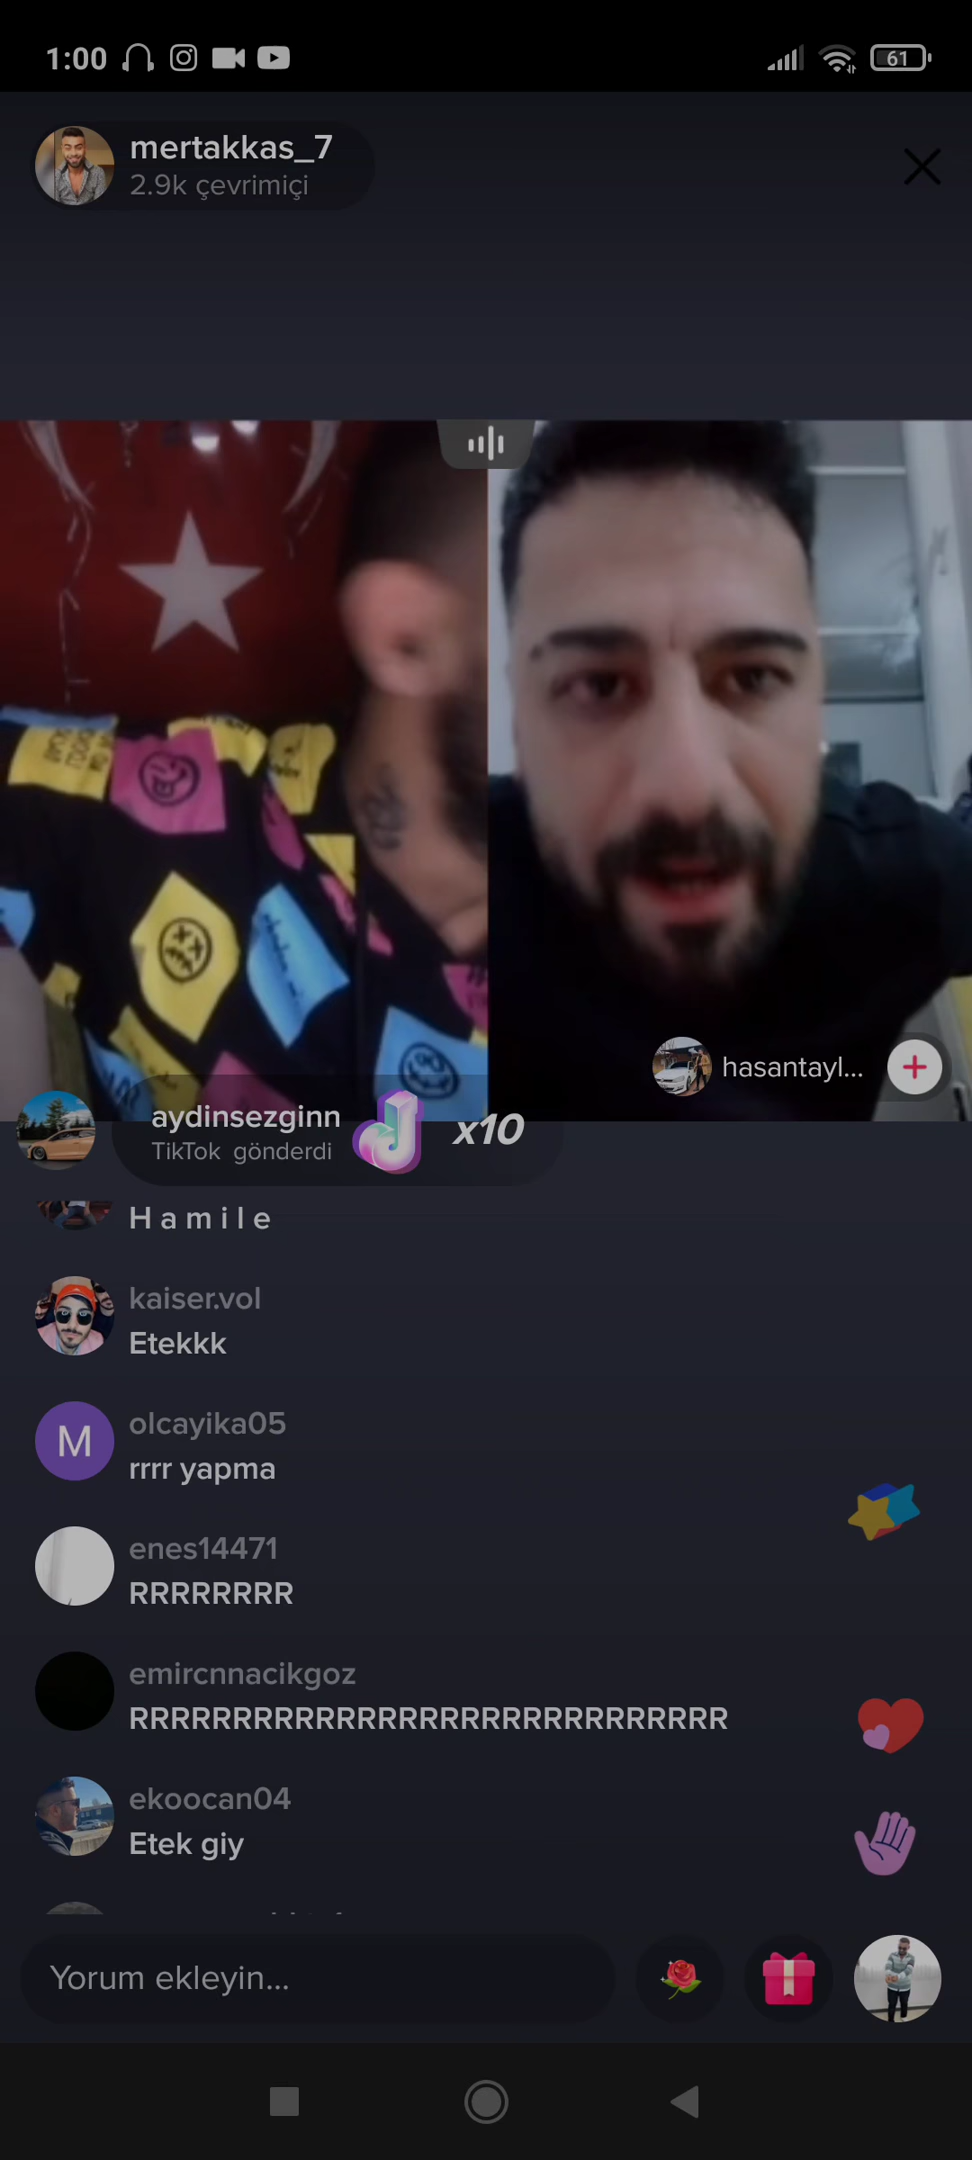 1:00
61
mertakkas_7
2.9k çevrimiçi
hasantayl...
aydinsezginn
TikTok gönderdi
x10
H a m i l e
kaiser.vol
Etekkk
M
olcayika05
rrrr yapma
enes14471
RRRRRRRR
emircnnacikgoz
RRRRRRRRRRRRRRRRRRRRRRRRRRRRR
ekoocan04
Etek giy
Yorum ekleyin...